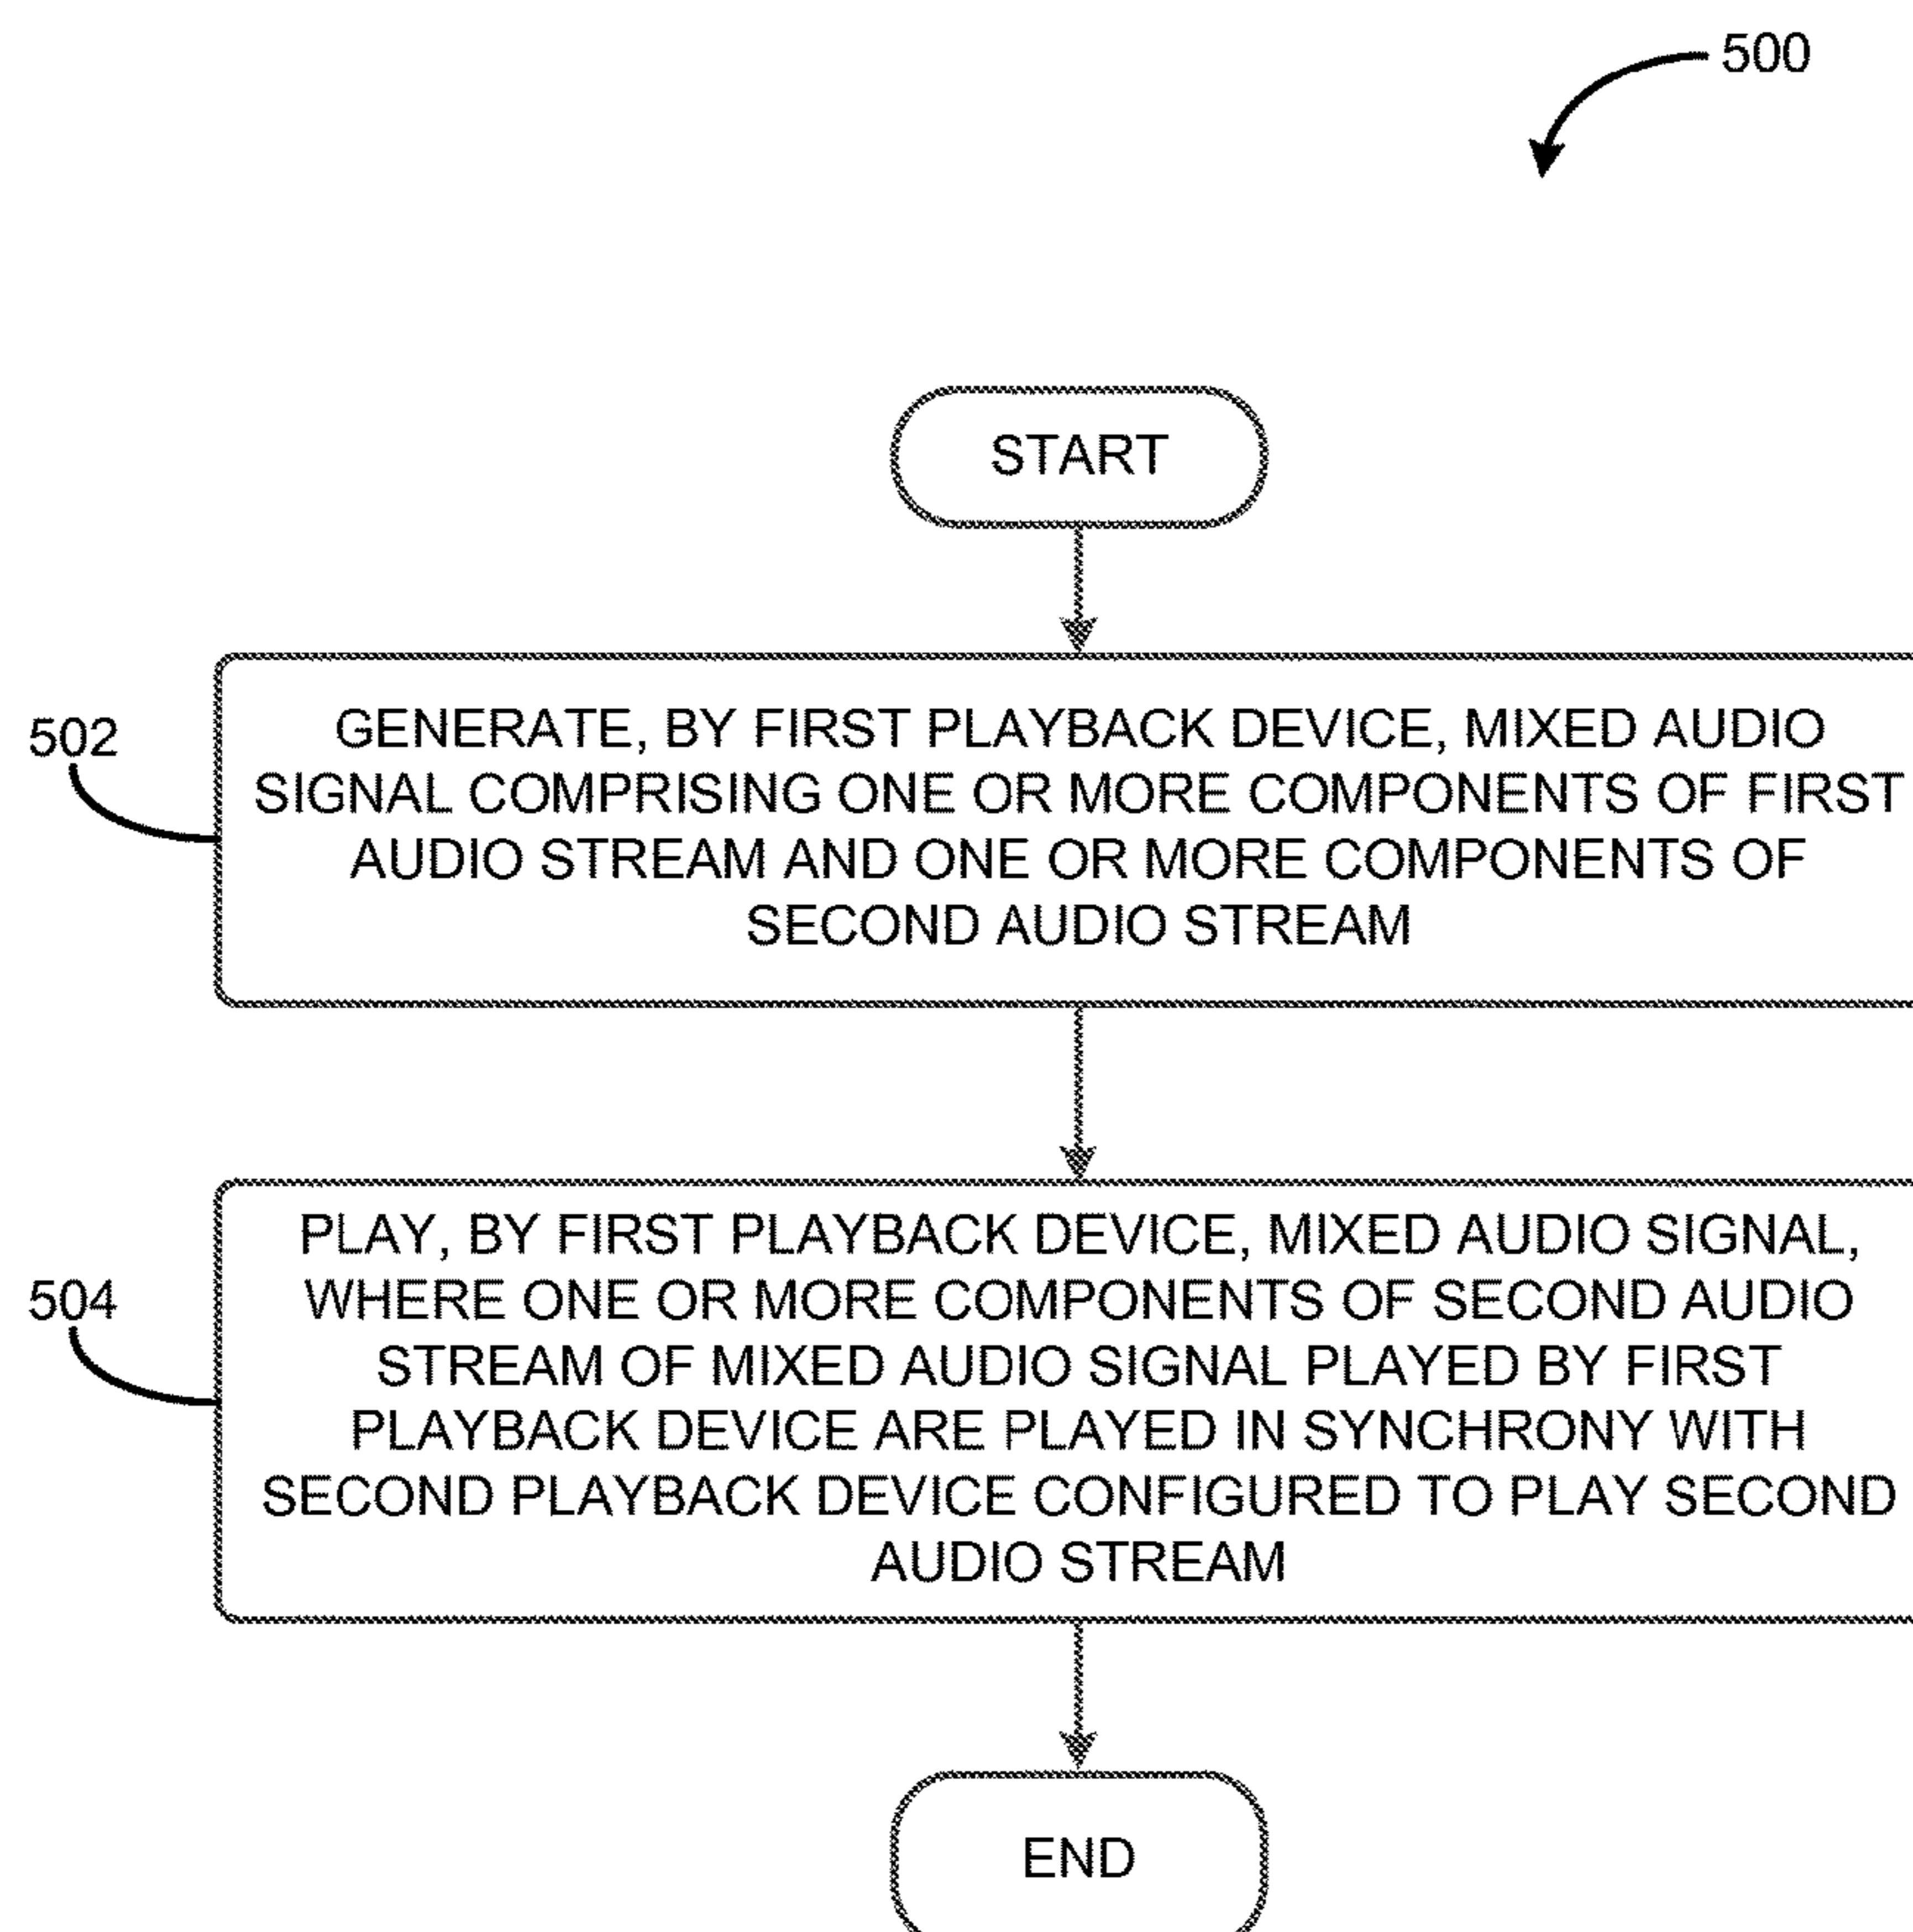 500
START
502
GENERATE, BY FIRST PLAYBACK DEVICE, MIXED AUDIO
SIGNAL COMPRISING ONE OR MORE COMPONENTS OF FIRST
AUDIO STREAM AND ONE OR MORE COMPONENTS OF
SECOND AUDIO STREAM
504
PLAY, BY FIRST PLAYBACK DEVICE, MIXED AUDIO SIGNAL,
WHERE ONE OR MORE COMPONENTS OF SECOND AUDIO
STREAM OF MIXED AUDIO SIGNAL PLAYED BY FIRST
PLAYBACK DEVICE ARE PLAYED IN SYNCHRONY WITH
SECOND PLAYBACK DEVICE CONFIGURED TO PLAY SECOND
AUDIO STREAM
END